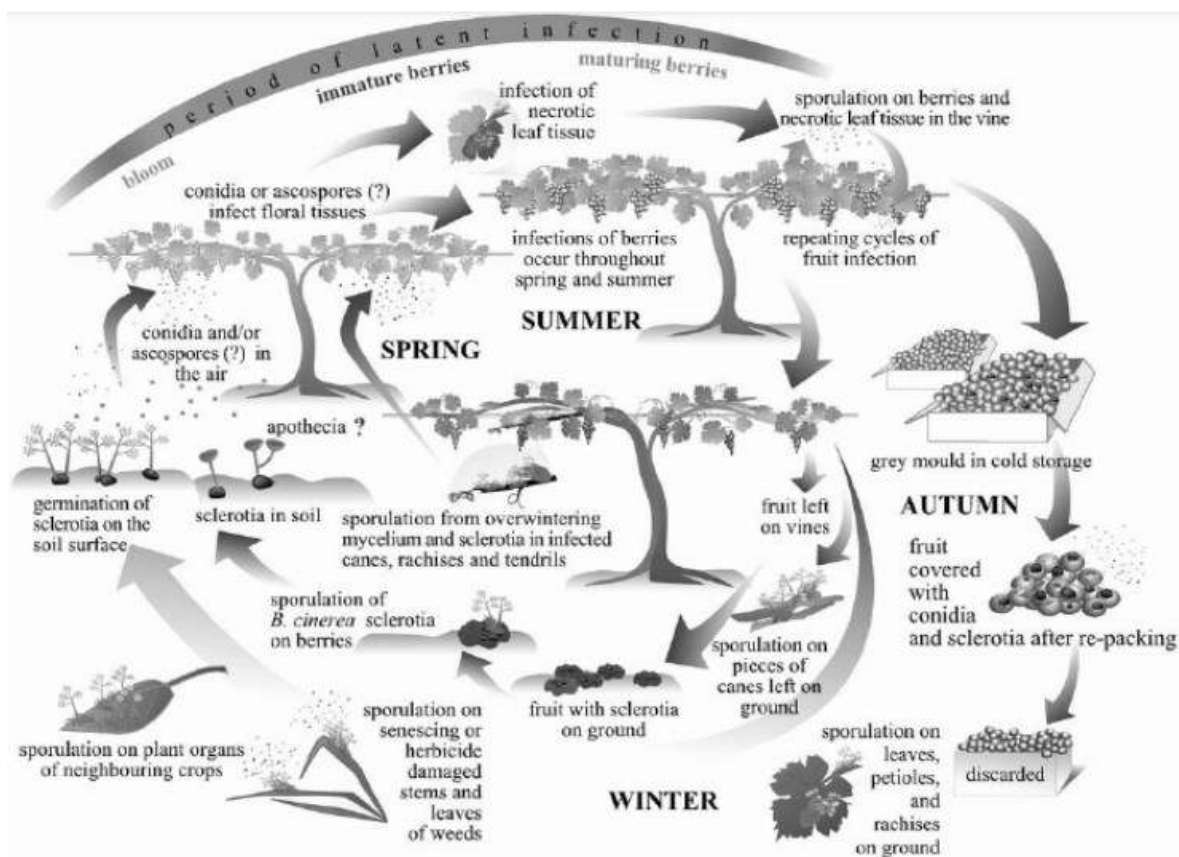 period of latent infection
bloom
immature berries
maturing berries
infection of
necrotic
leaf tissue
sporulation on berries and
necrotic leaf tissue in the vine
conidia or ascospores (?)
infect floral tissues
infections of berries
occur throughout
spring and summer
repeating cycles of
fruit infection
SUMMER
SPRING
conidia and/or
ascospores (?) in
the air
apothecia ?
germination of
sclerotia on the
soil surface
sclerotia in soil
sporulation from overwintering
mycelium and sclerotia in infected
canes, rachises and tendrils
fruit left
on vines
grey mould in cold storage
AUTUMN
fruit
covered
with
conidia
and sclerotia after re-packing
sporulation of
B. cinerea sclerotia
on berries
sporulation on
pieces of
canes left on
ground
fruit with sclerotia
on ground
sporulation on plant organs
of neighbouring crops
sporulation on
senescing or
herbicide
damaged
stems and
leaves
of weeds
WINTER
sporulation on
leaves,
petioles,
and
rachises
on ground
discarded